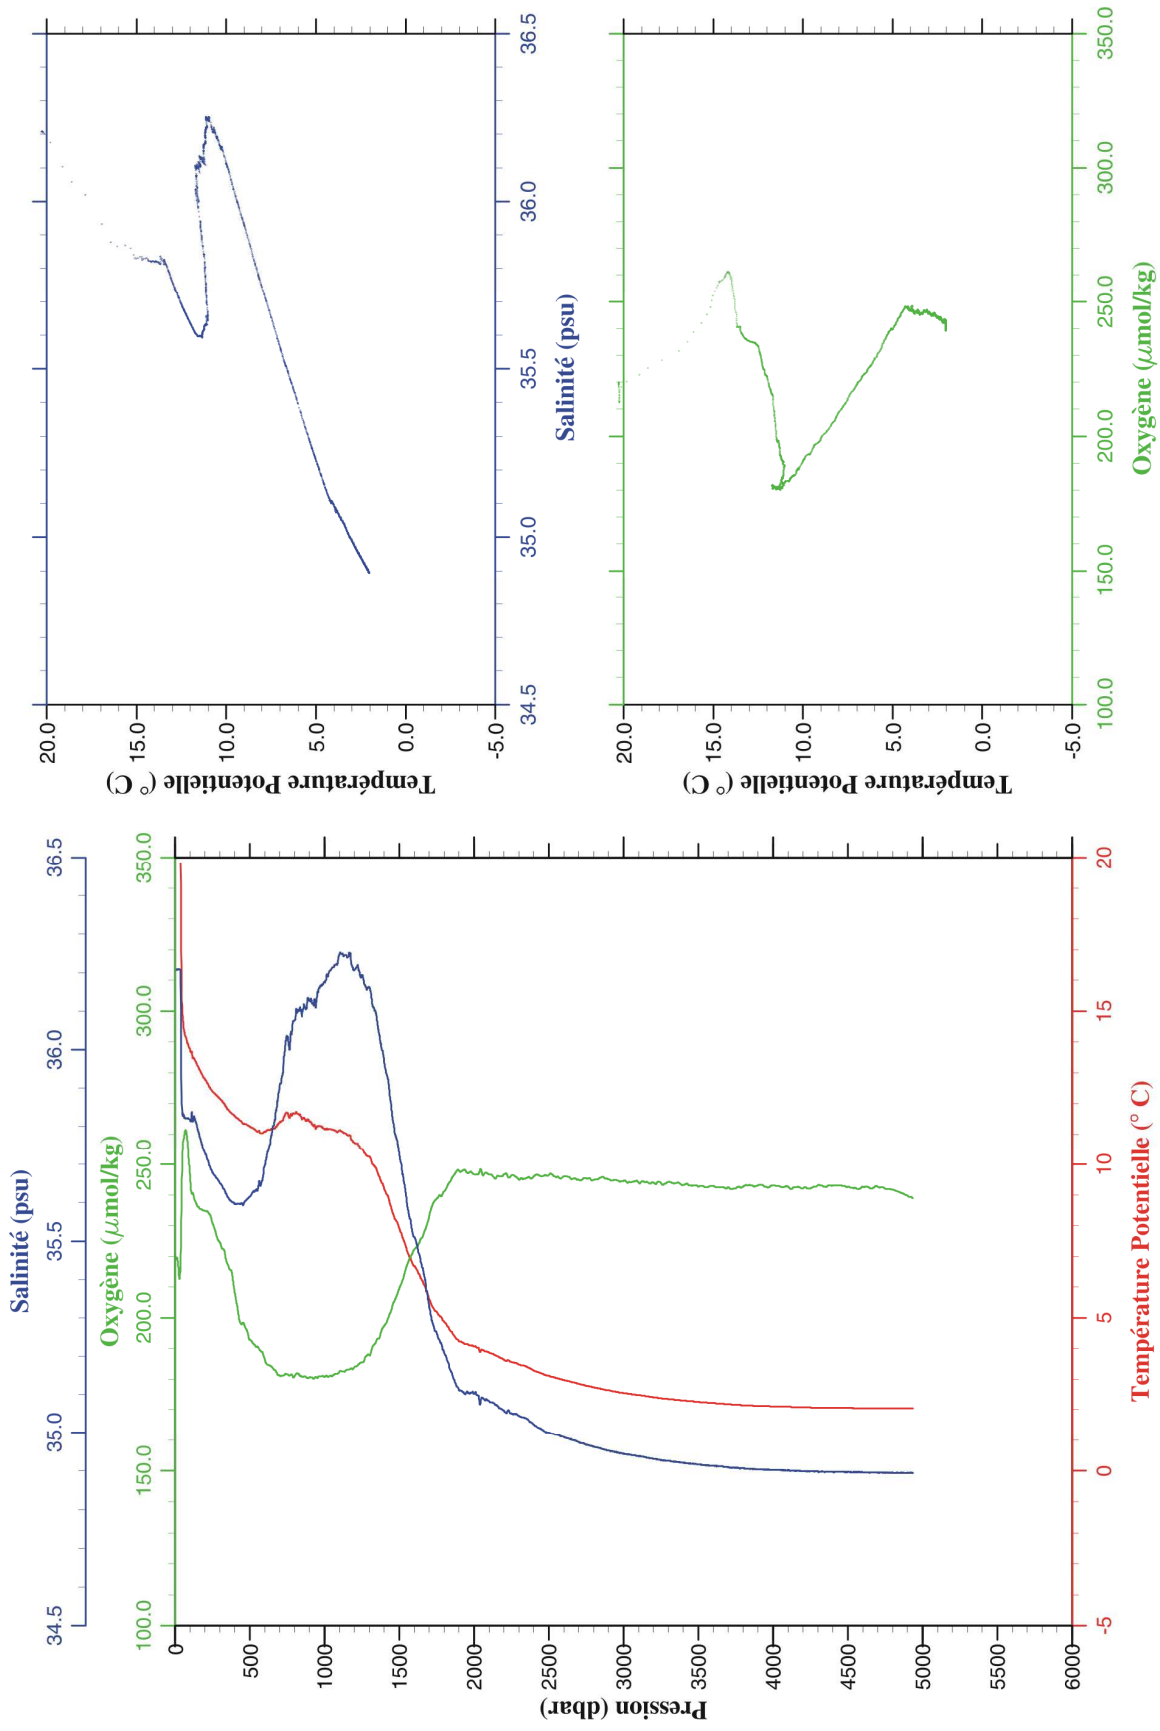 Salinité (psu)
34.5 35.0 35.5 36.0 36.5
Oxygène (μmol/kg)
100.0 150.0 200.0 250.0 300.0 350.0
Pression (dbar)
0
500
1000
1500
2000
2500
3000
3500
4000
4500
5000
5500
6000
-5 0 5 10 15 20
Température Potentielle (° C)
Température Potentielle (° C)
20.0
15.0
10.0
5.0
0.0
-5.0
34.5 35.0 35.5 36.0 36.5
Salinité (psu)
Température Potentielle (° C)
20.0
15.0
10.0
5.0
0.0
-5.0
100.0 150.0 200.0 250.0 300.0 350.0
Oxygène (μmol/kg)